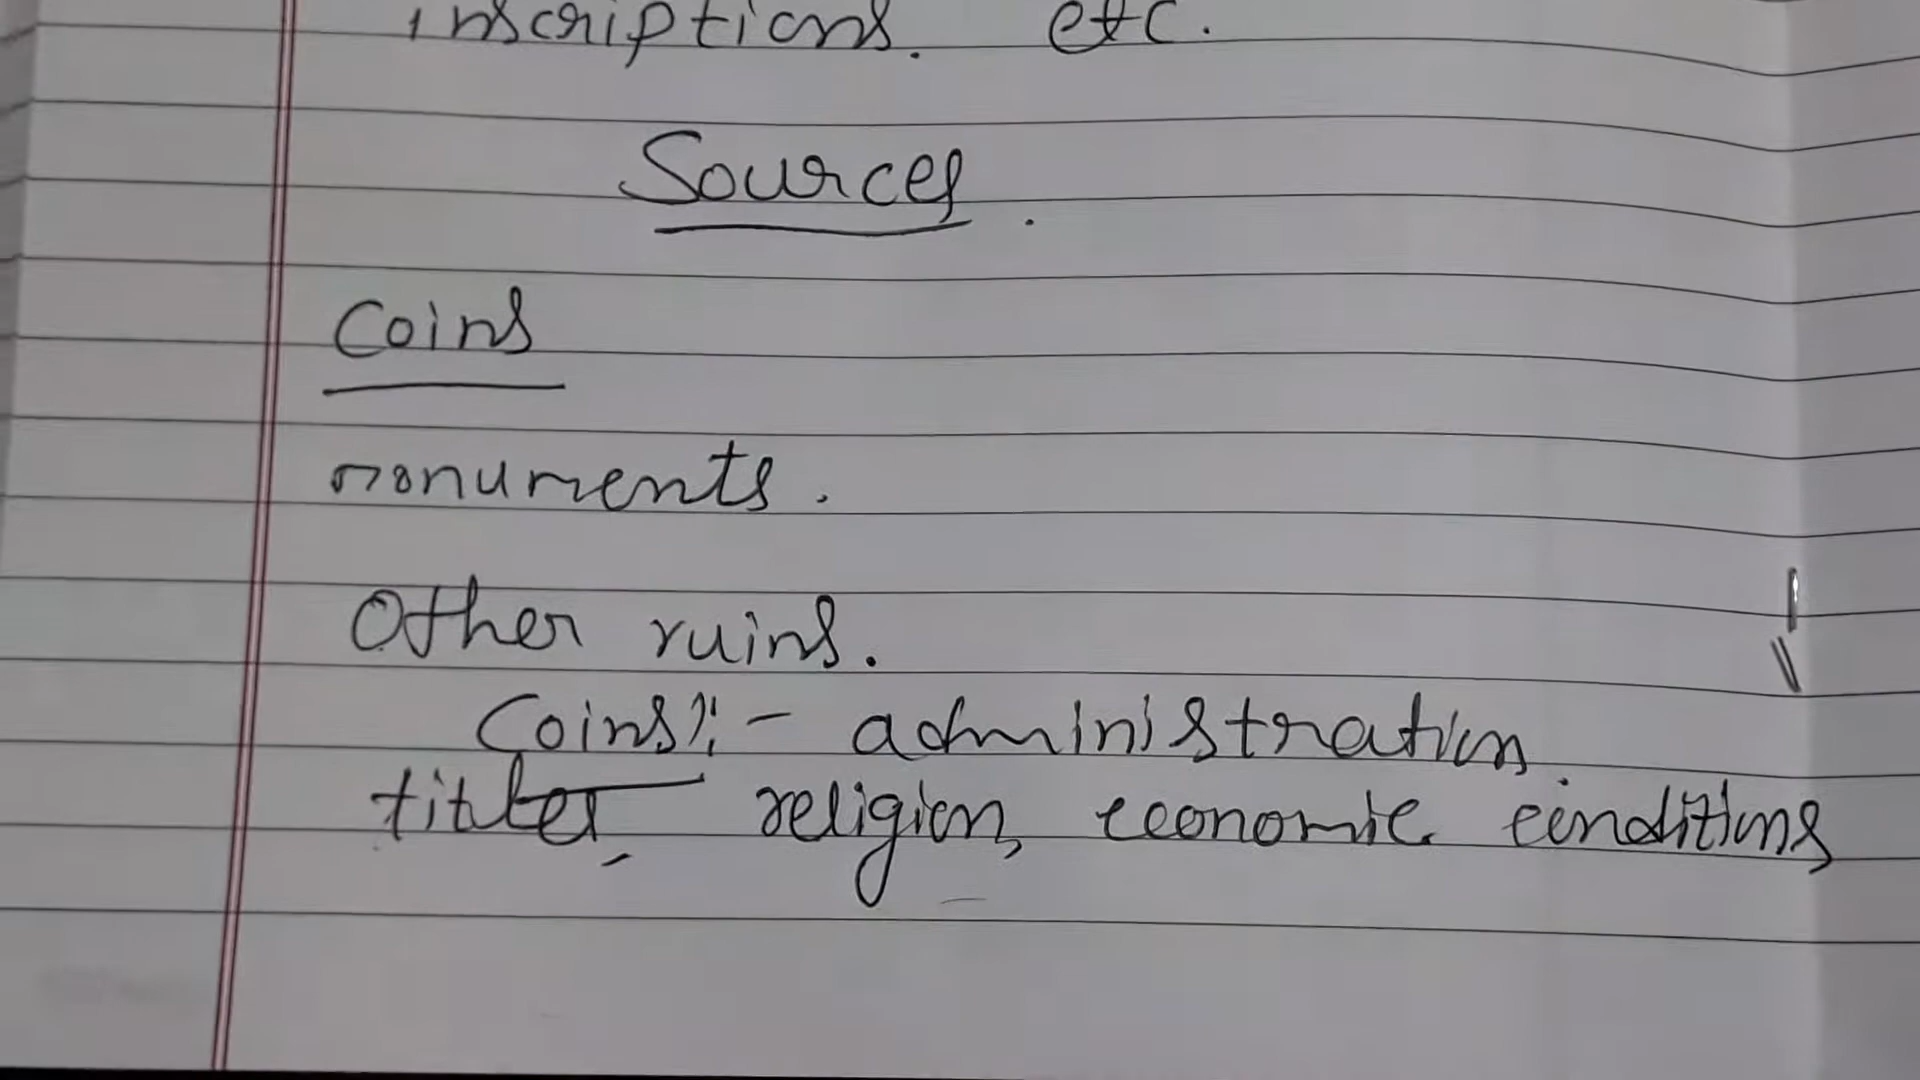 inscriptions. etc.
Sources.
Coins
monuments.
Other ruins.
Coins:- administration
titles, religion, economic conditions